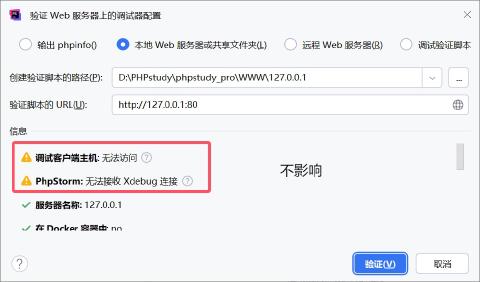 验证 Web 服务器上的调试器配置
输出 phpinfo() 本地 Web 服务器或共享文件夹(L) 远程 Web 服务器(R) 调试验证脚本
创建验证脚本的路径(P): D:\PHPstudy\phpstudy_pro\WWW\127.0.0.1 ...
验证脚本的 URL(U): http://127.0.0.1:80
信息
调试客户端主机: 无法访问 ?
不影响
PhpStorm: 无法接收 Xdebug 连接 ?
服务器名称: 127.0.0.1
在 Docker 容器中: no
? 验证(V) 取消